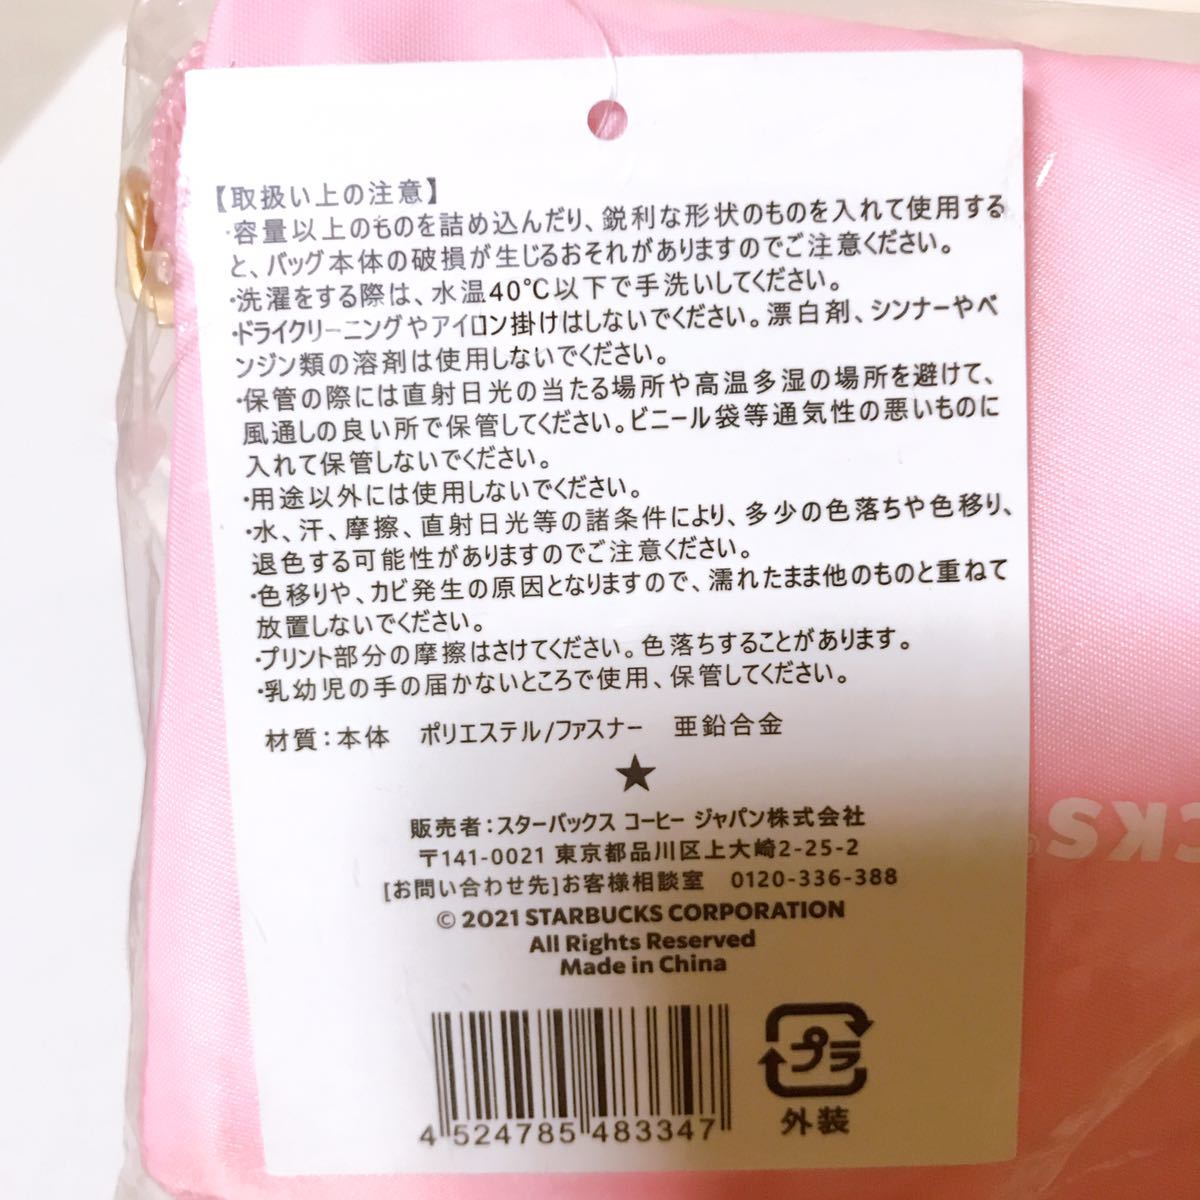 【取扱い上の注意】
・容量以上のものを詰め込んだり、鋭利な形状のものを入れて使用する
と、バッグ本体の破損が生じるおそれがありますのでご注意ください。
・洗濯をする際は、水温40℃以下で手洗いしてください。
・ドライクリーニングやアイロン掛けはしないでください。漂白剤、シンナーやベ
ンジン類の溶剤は使用しないでください。
・保管の際には直射日光の当たる場所や高温多湿の場所を避けて、
風通しの良い所で保管してください。ビニール袋等通気性の悪いものに
入れて保管しないでください。
・用途以外には使用しないでください。
・水、汗、摩擦、直射日光等の諸条件により、多少の色落ちや色移り、
退色する可能性がありますのでご注意ください。
・色移りや、カビ発生の原因となりますので、濡れたまま他のものと重ねて
放置しないでください。
・プリント部分の摩擦はさけてください。色落ちすることがあります。
・乳幼児の手の届かないところで使用、保管してください。
材質：本体　ポリエステル/ファスナー　亜鉛合金
★
販売者：スターバックス コーヒー ジャパン株式会社
〒141-0021 東京都品川区上大崎2-25-2
[お問い合わせ先]お客様相談室　0120-336-388
© 2021 STARBUCKS CORPORATION
All Rights Reserved
Made in China
4 524785 483347
プラ
外装
CKS